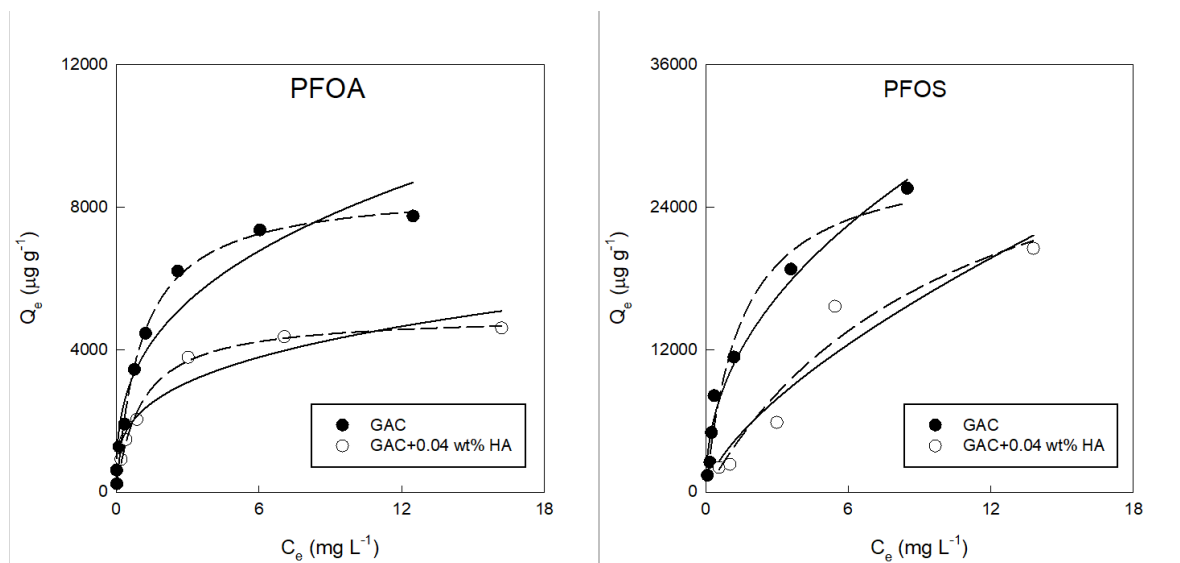 PFOA
12000
8000
4000
0
Qe (µg g-1)
0 6 12 18
Ce (mg L-1)
GAC
GAC+0.04 wt% HA
PFOS
36000
24000
12000
0
Qe (µg g-1)
0 6 12 18
Ce (mg L-1)
GAC
GAC+0.04 wt% HA